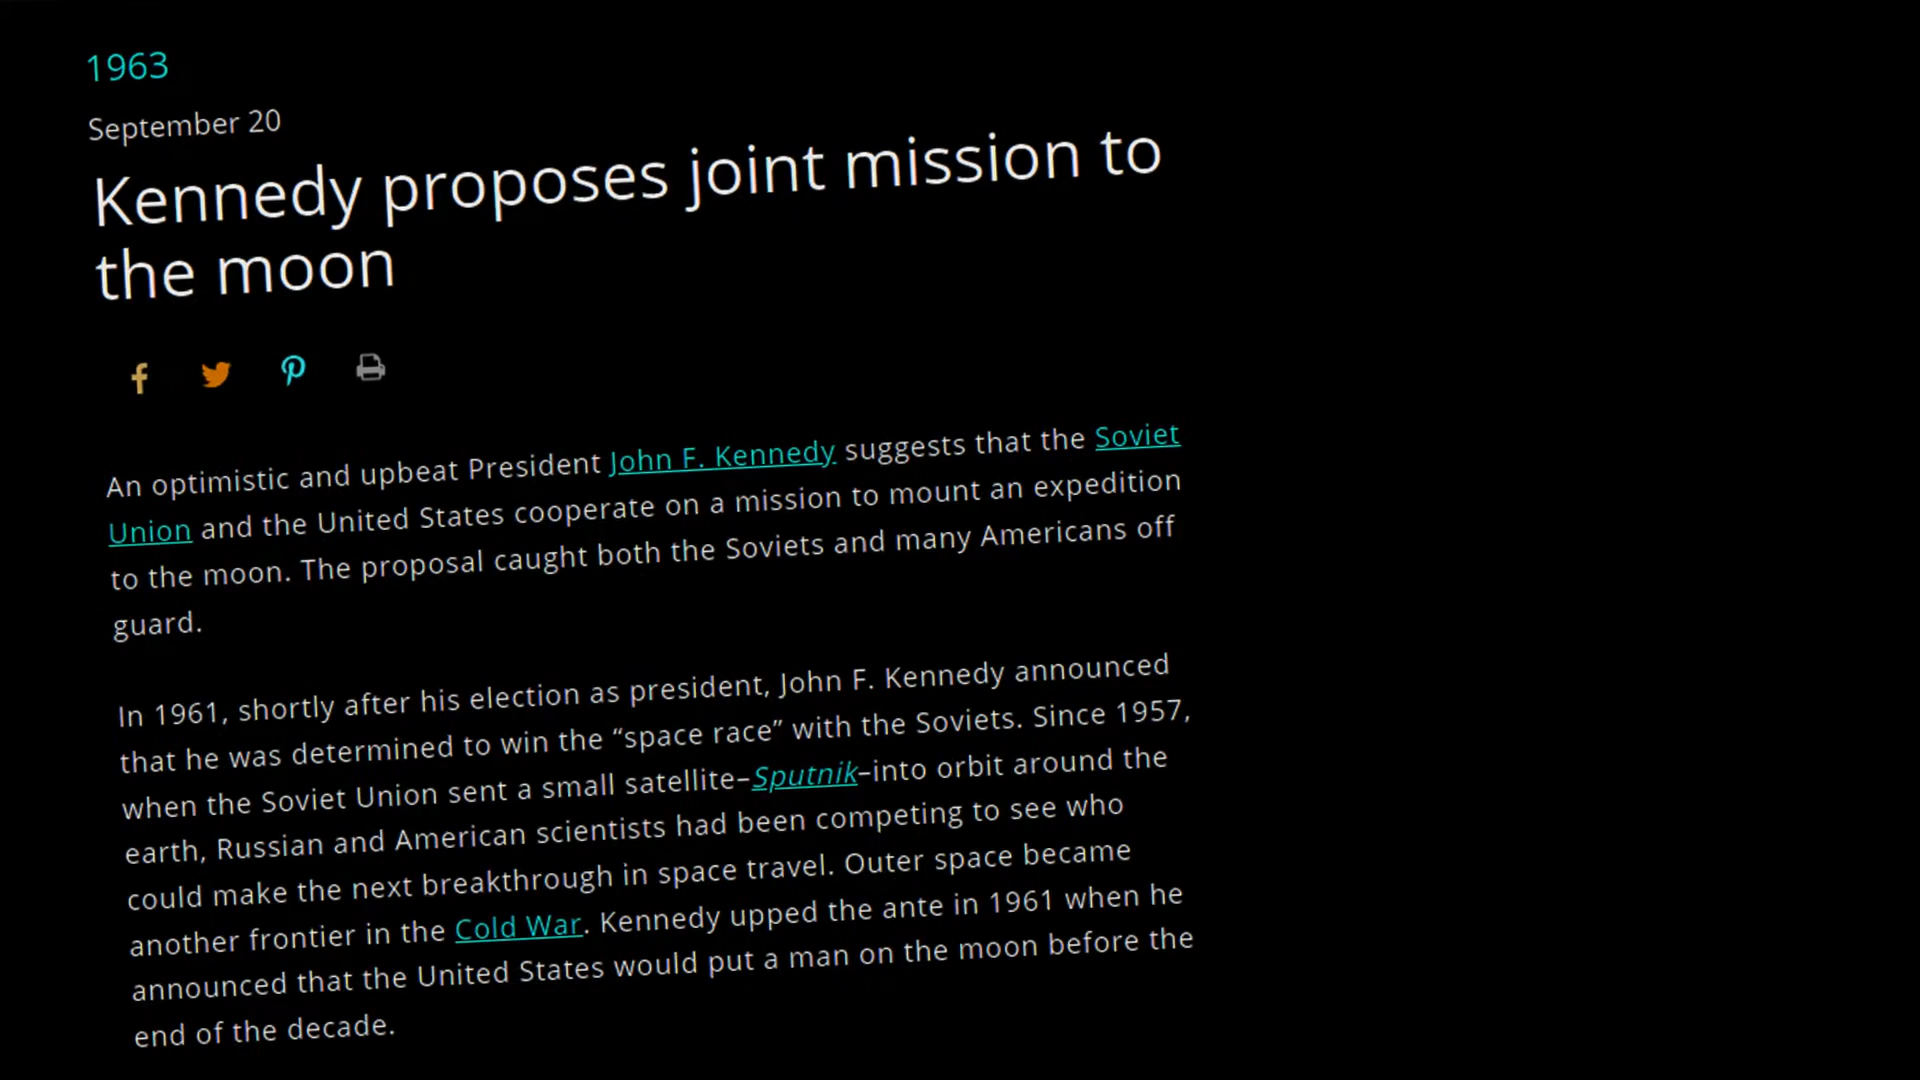 1963
September 20
Kennedy proposes joint mission to
the moon
An optimistic and upbeat President John F. Kennedy suggests that the Soviet
Union and the United States cooperate on a mission to mount an expedition
to the moon. The proposal caught both the Soviets and many Americans off
guard.
In 1961, shortly after his election as president, John F. Kennedy announced
that he was determined to win the “space race” with the Soviets. Since 1957,
when the Soviet Union sent a small satellite–Sputnik–into orbit around the
earth, Russian and American scientists had been competing to see who
could make the next breakthrough in space travel. Outer space became
another frontier in the Cold War. Kennedy upped the ante in 1961 when he
announced that the United States would put a man on the moon before the
end of the decade.